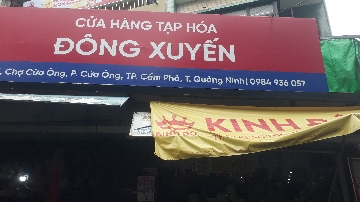 CỬA HÀNG TẠP HÓA
ĐÔNG XUYẾN
Chợ Cửa Ông, P. Cửa Ông, TP. Cẩm Phả, T. Quảng Ninh | 0984 936 057
KINH ĐÔ
KINH